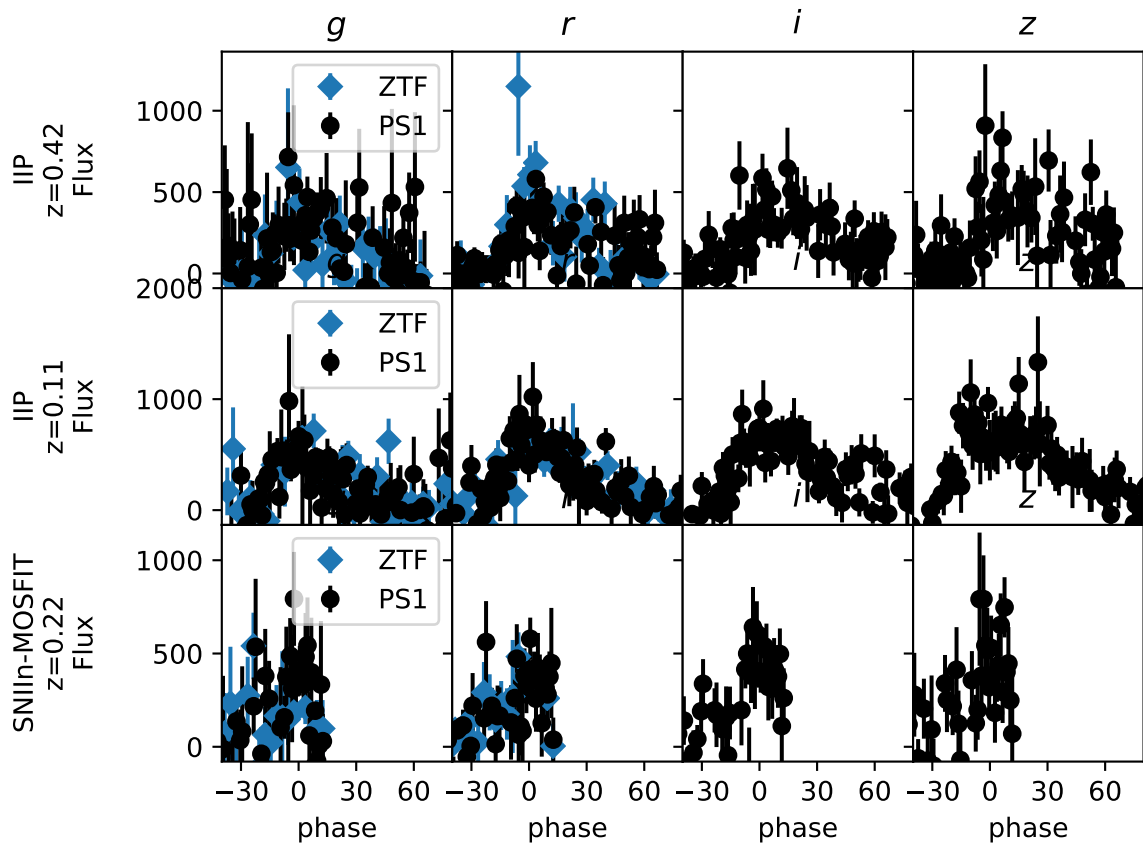 g r i z
IIP
z=0.42
Flux
1000
500
0
ZTF
PS1
i
z
IIP
z=0.11
Flux
2000
1000
0
ZTF
PS1
i
z
SNIIn-MOSFIT
z=0.22
Flux
1000
500
0
ZTF
PS1
−30 0 30 60 −30 0 30 60 −30 0 30 60 −30 0 30 60
phase phase phase phase